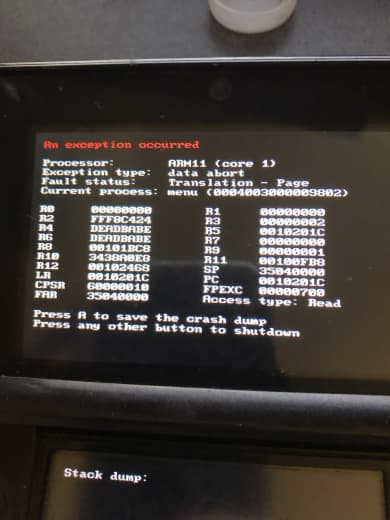 An exception occurred
Processor: ARM11 (core 1)
Exception type: data abort
Fault status: Translation - Page
Current process: menu (0004003000009802)
R0 00000000 R1 00000000
R2 FFF8C424 R3 00000002
R4 DEADBABE R5 0010201C
R6 DEADBABE R7 00000000
R8 00101BC8 R9 00000001
R10 3438A0E8 R11 00100FB8
R12 00102468 SP 35040000
LR 0010201C PC 0010201C
CPSR 60000010 FPEXC 00000700
FAR 35040000 Access type: Read
Press A to save the crash dump
Press any other button to shutdown
Stack dump: